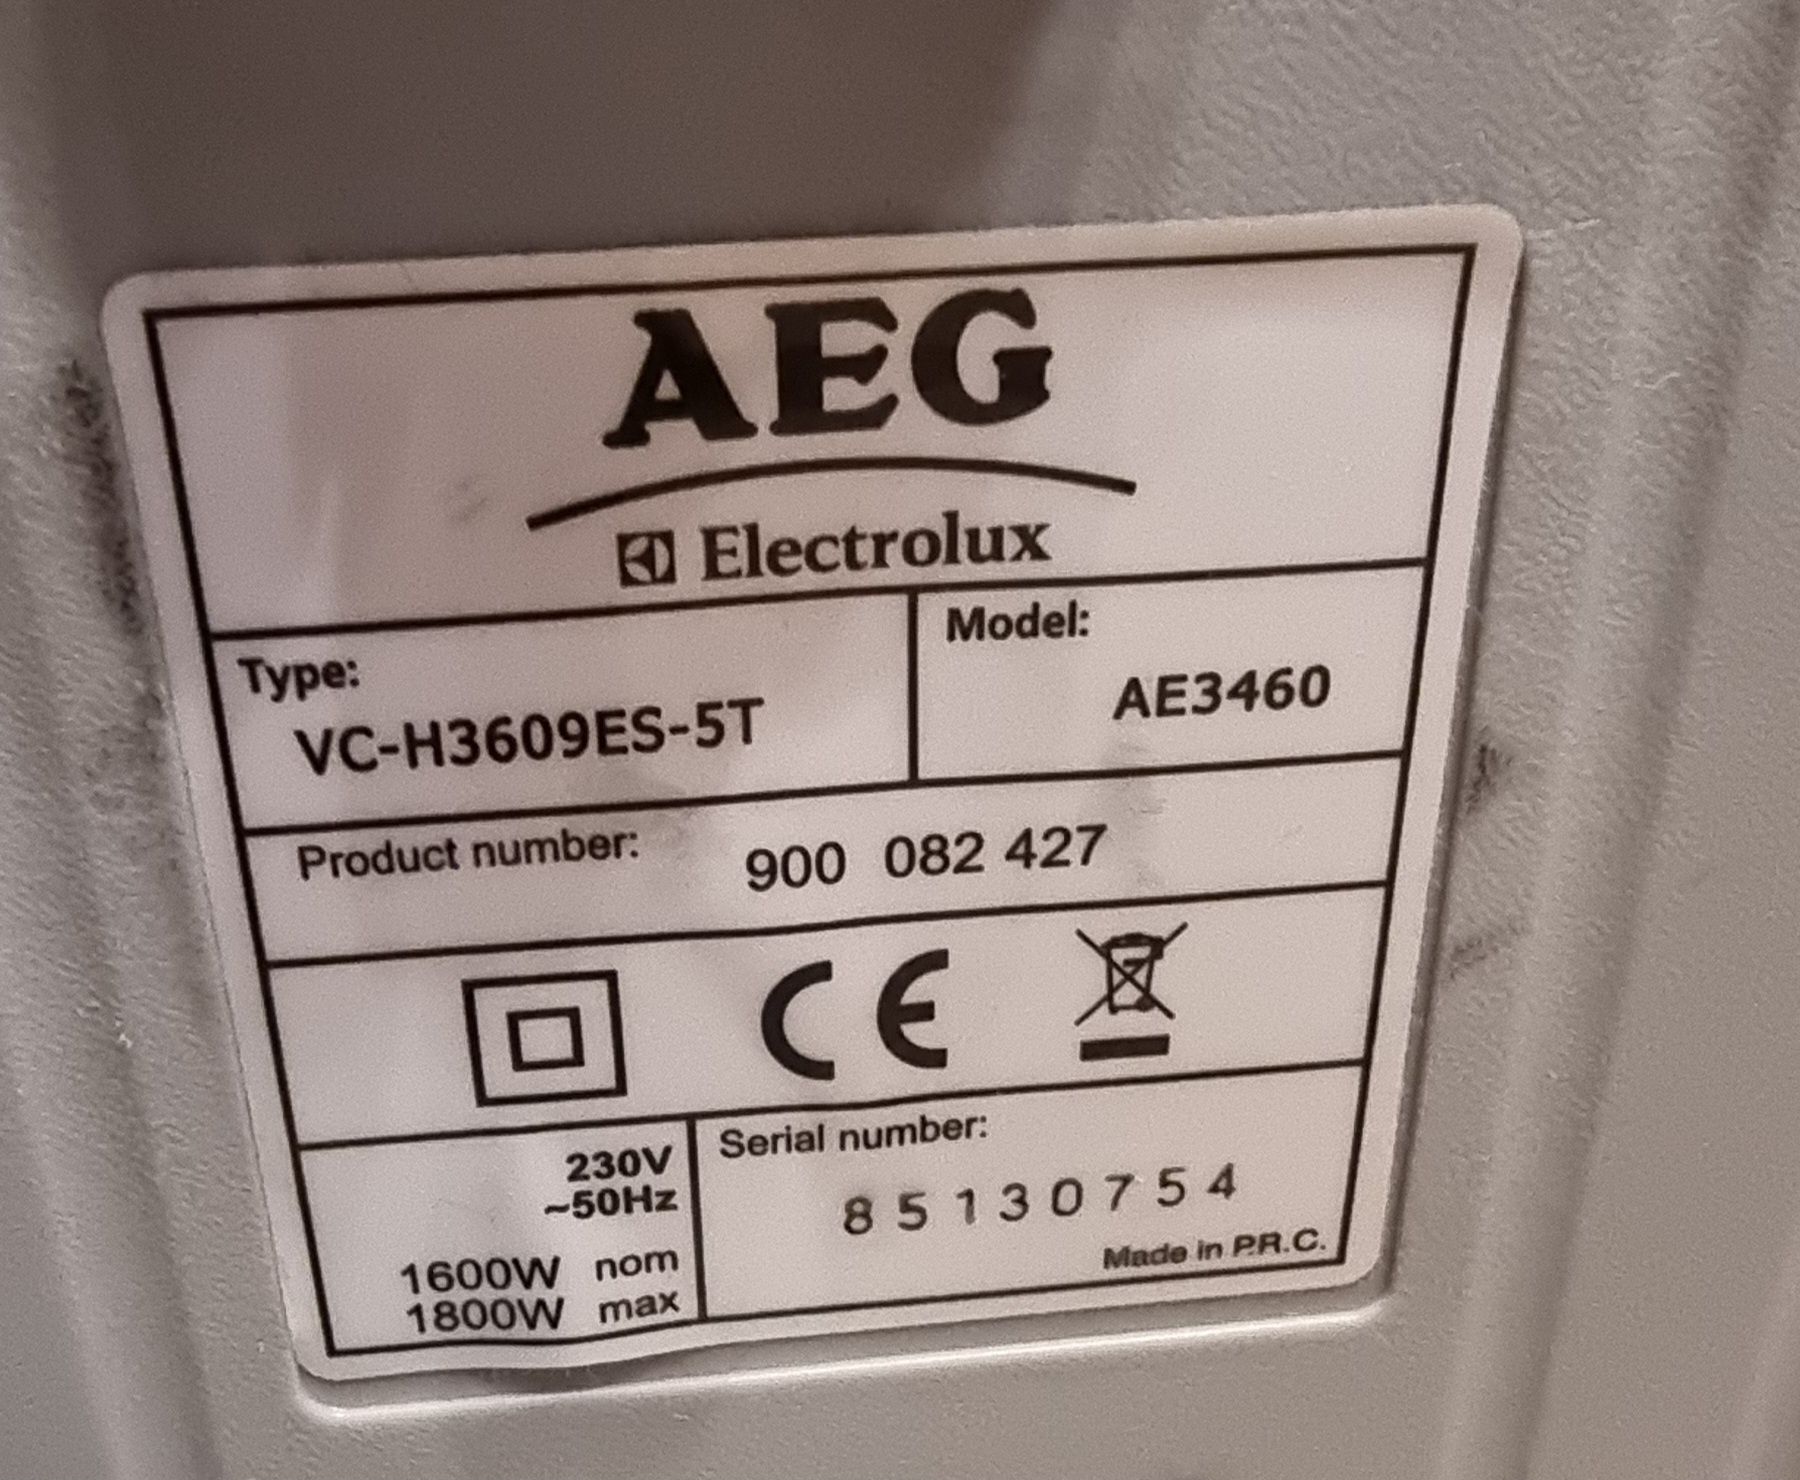 AEG
Electrolux
Type:
VC-H3609ES-5T
Model:
AE3460
Product number: 900 082 427
CE
230V
~50Hz
1600W nom
1800W max
Serial number:
85130754
Made in P.R.C.